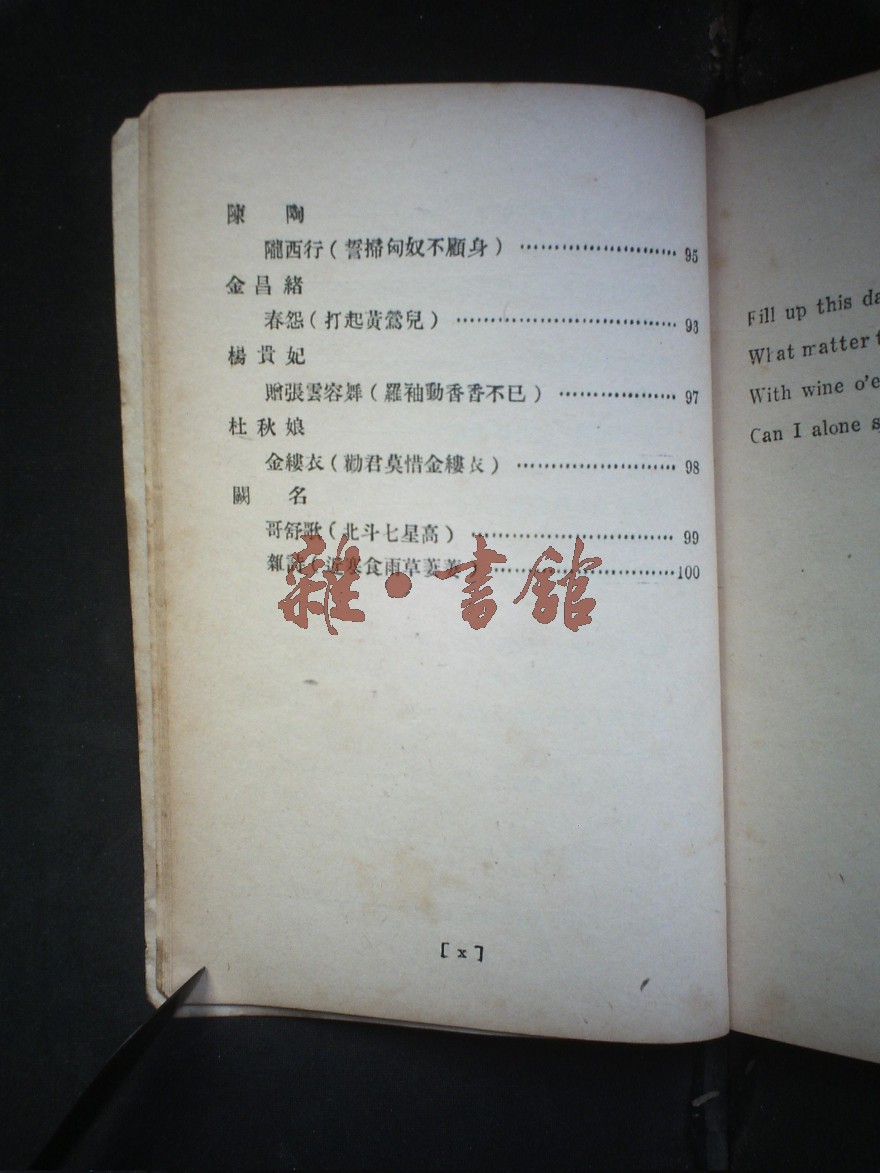 陳　陶
隴西行（誓掃匈奴不顧身）…………………… 95
金昌緒
春怨（打起黃鶯兒）…………………… 93
楊貴妃
贈張雲容舞（羅袖動香香不已）…………………… 97
杜秋娘
金縷衣（勸君莫惜金縷衣）…………………… 98
闕　名
哥舒歌（北斗七星高）…………………… 99
雜詩（近寒食雨草萋萋）……………………100
雜·書館
[ x ]
Fill up this
What matter
With wine
Can I alone